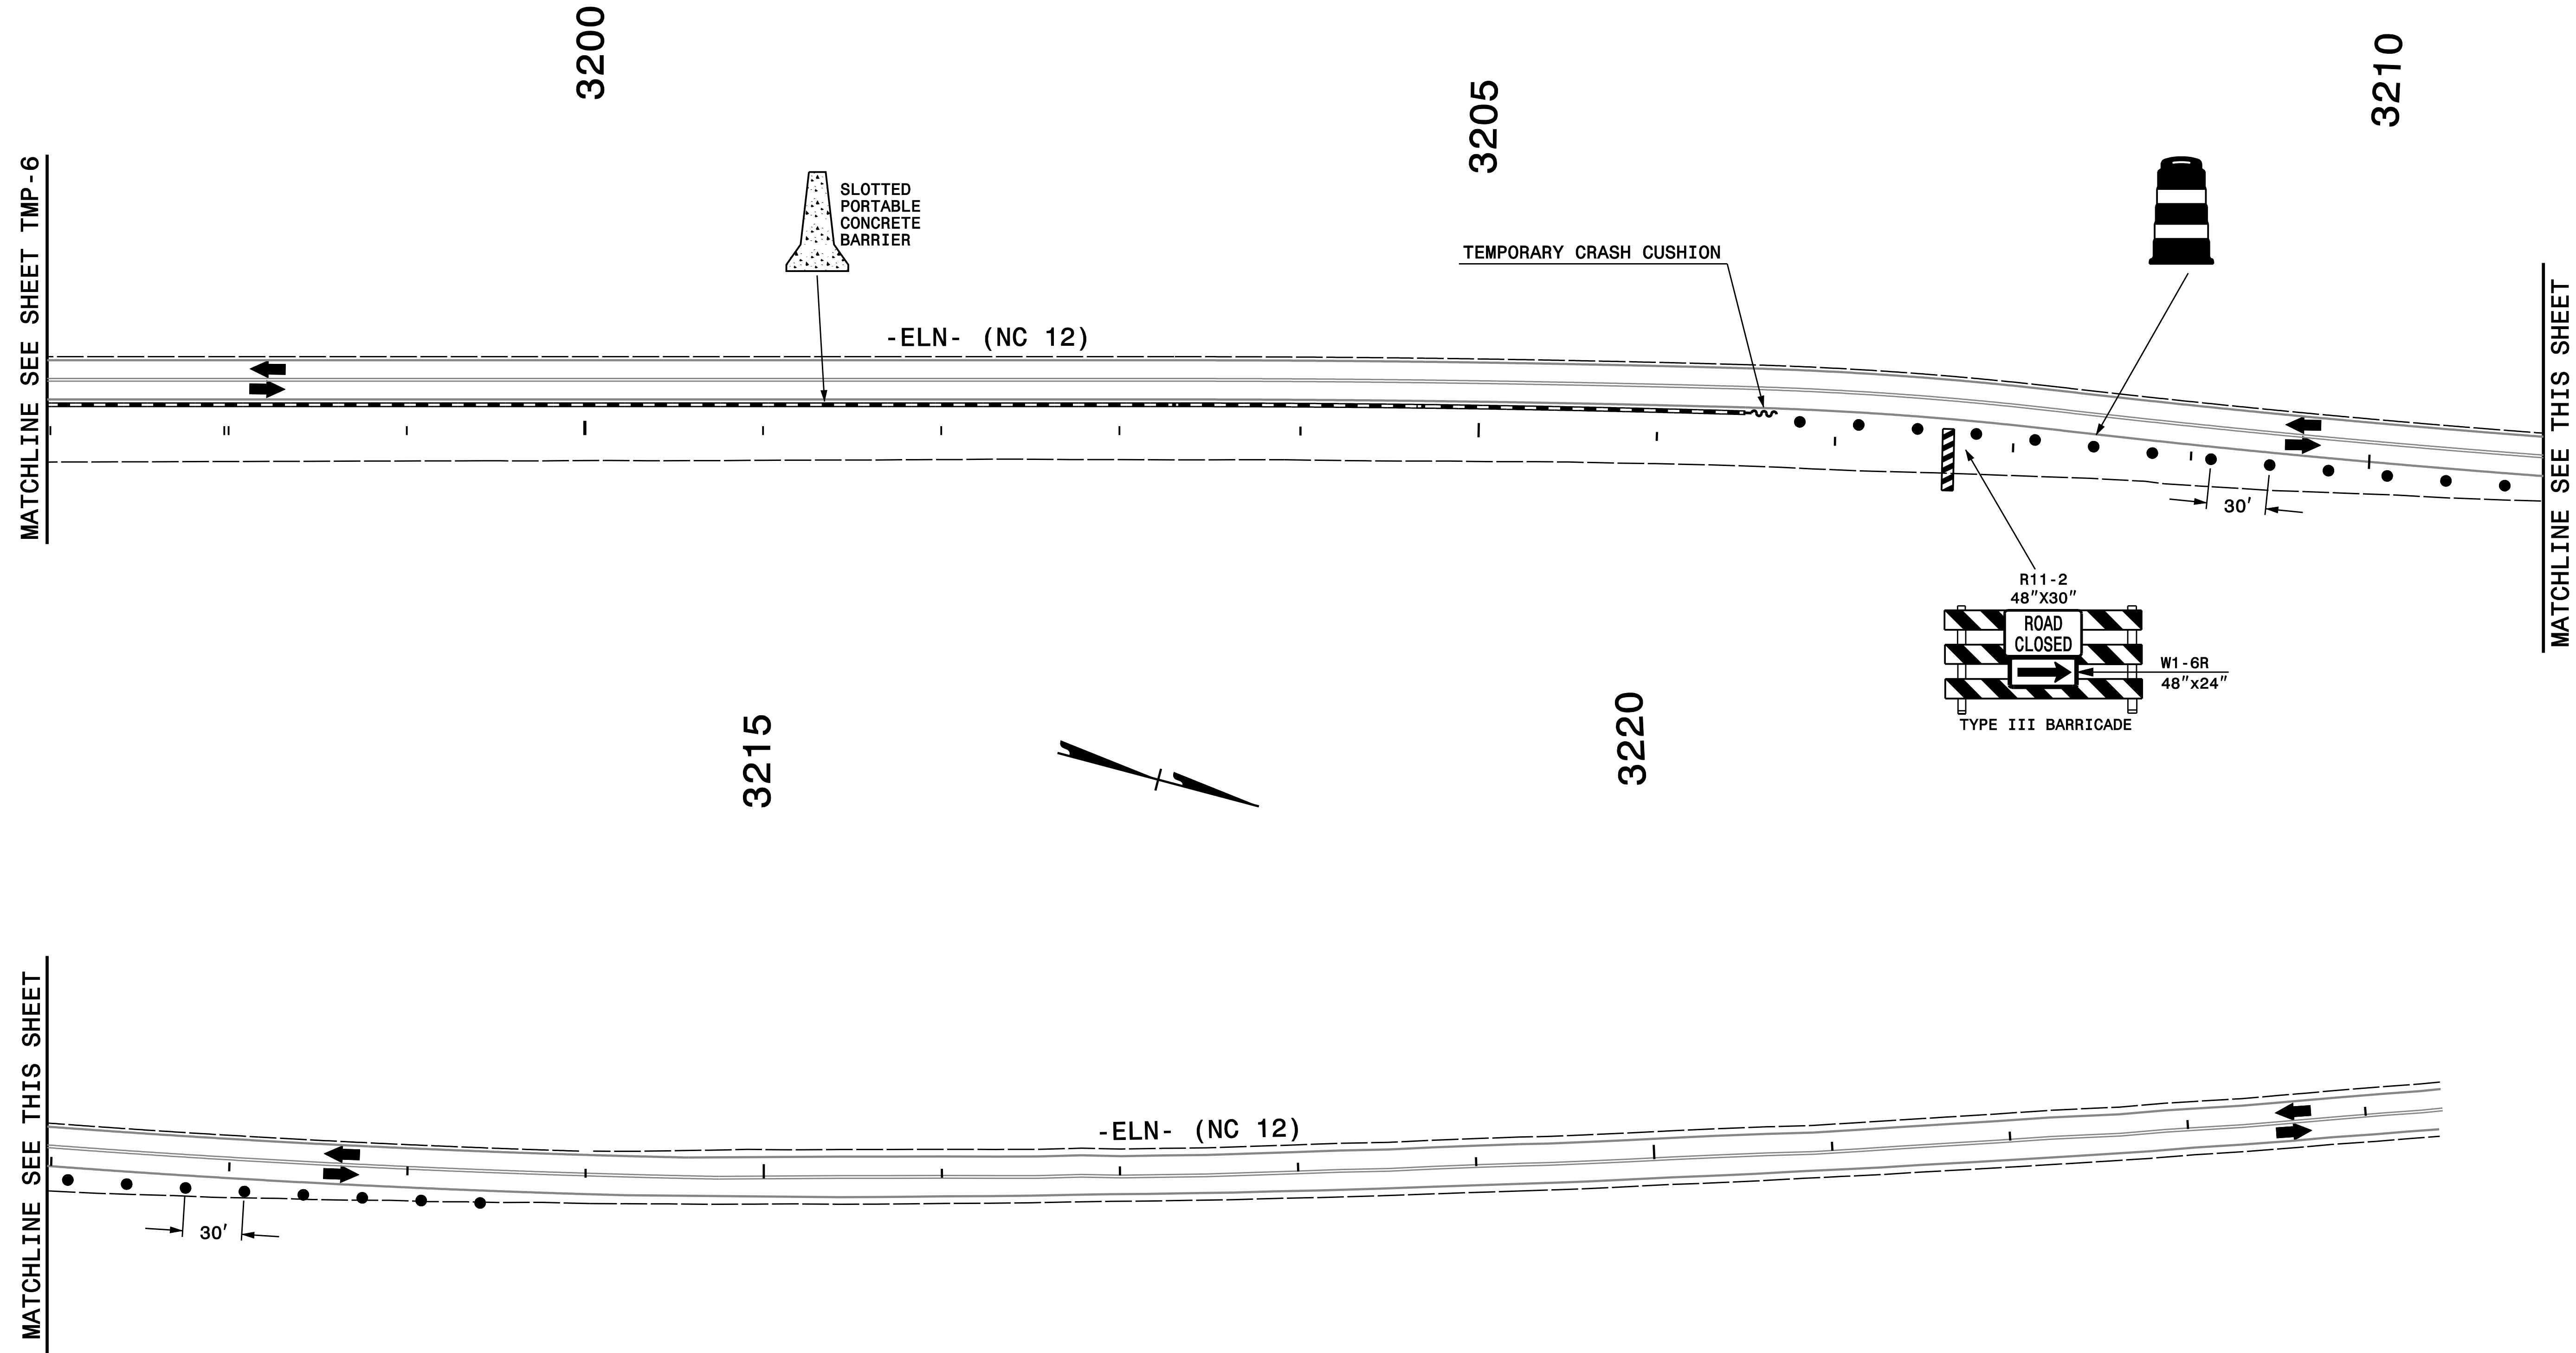 3200
3205
3210
MATCHLINE SEE SHEET TMP-6
SLOTTED
PORTABLE
CONCRETE
BARRIER
TEMPORARY CRASH CUSHION
-ELN- (NC 12)
MATCHLINE SEE THIS SHEET
30'
R11-2
48"X30"
ROAD
CLOSED
W1-6R
48"x24"
TYPE III BARRICADE
3215
3220
MATCHLINE SEE THIS SHEET
-ELN- (NC 12)
30'